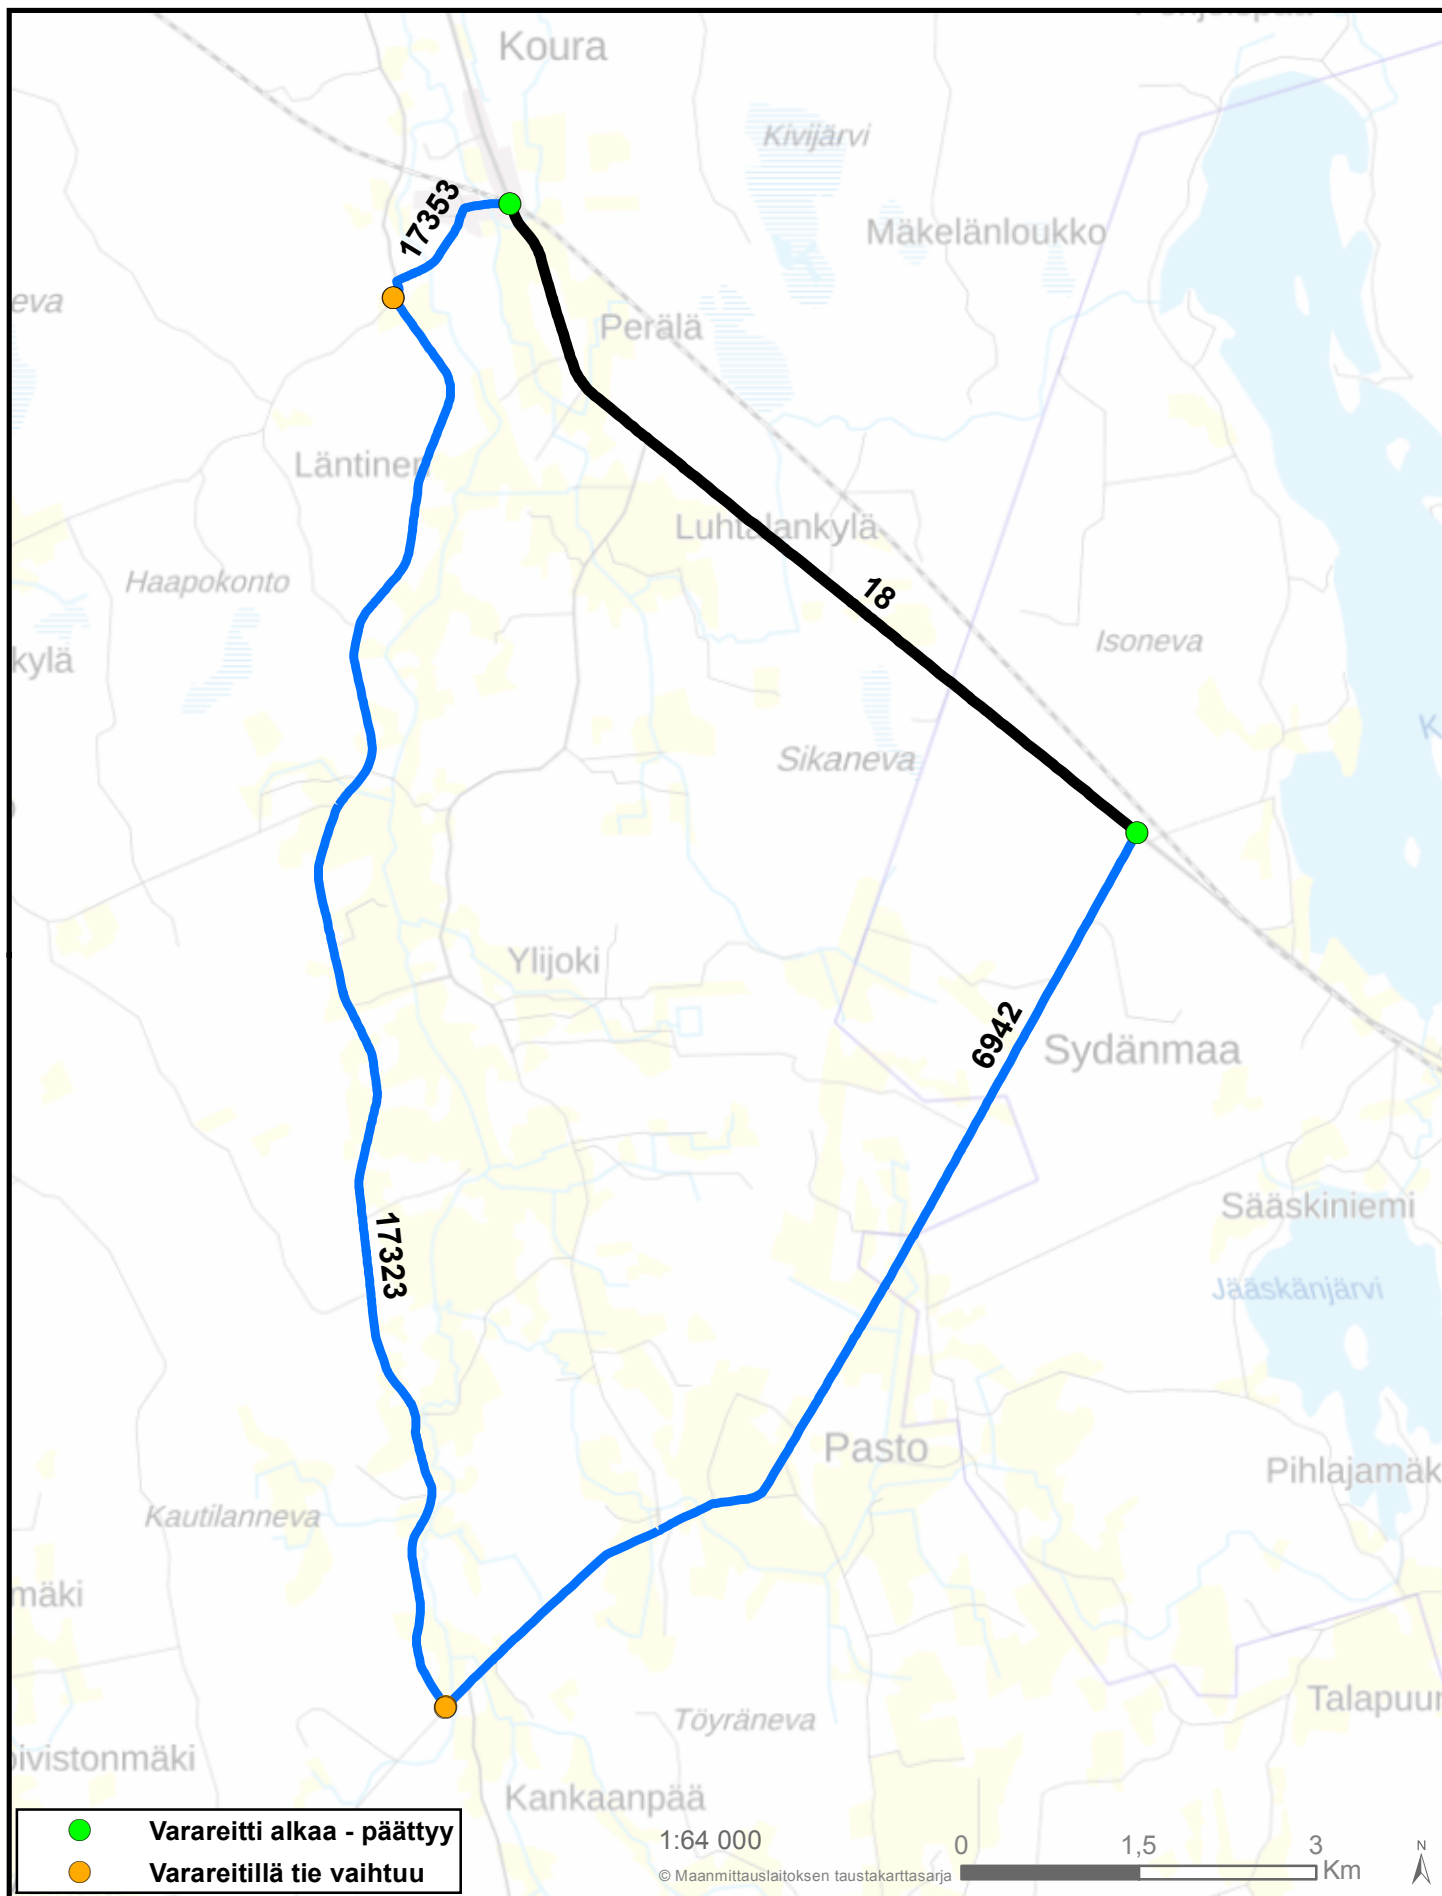 Koura
Kivijärvi
17353
Mäkelänloukko
eva
Perälä
Läntinen
Luhtalankylä
Haapokonto
18
Isoneva
kylä
K
Sikaneva
Ylijoki
6942
Sydänmaa
Sääskiniemi
17323
Jääskänjärvi
Pasto
Pihlajamäk
Kautilanneva
mäki
Talapuur
Töyräneva
oivistonmäki
Kankaanpää
Varareitti alkaa - päättyy
Varareitillä tie vaihtuu
1:64 000
© Maanmittauslaitoksen taustakarttasarja
0 1,5 3
Km
N